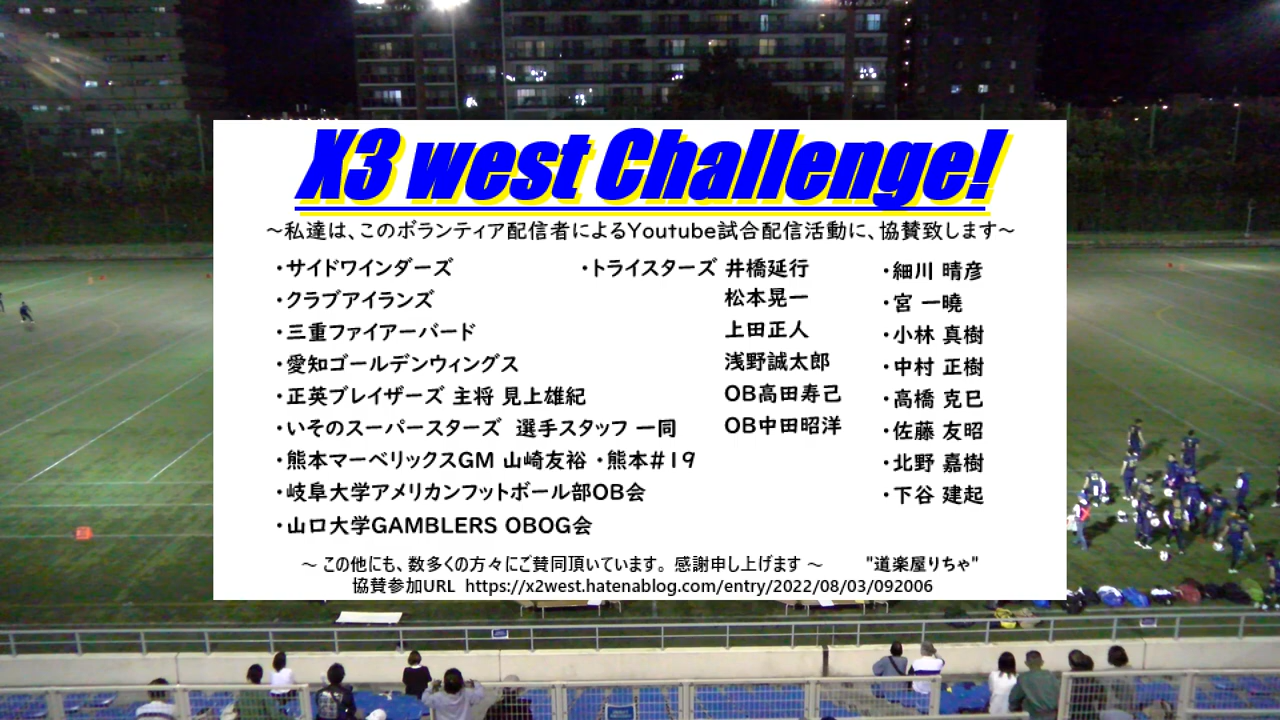 X3 west Challenge!
～私達は、このボランティア配信者によるYoutube試合配信活動に、協賛致します～
・サイドワインダーズ
・クラブアイランズ
・三重ファイアーバード
・愛知ゴールデンウィングス
・正英ブレイザーズ 主将 見上雄紀
・いそのスーパースターズ 選手スタッフ 一同
・熊本マーベリックスGM 山崎友裕 ・熊本#19
・岐阜大学アメリカンフットボール部OB会
・山口大学GAMBLERS OBOG会
・トライスターズ 井橋延行
松本晃一
上田正人
浅野誠太郎
OB高田寿己
OB中田昭洋
・細川 晴彦
・宮 一曉
・小林 真樹
・中村 正樹
・高橋 克巳
・佐藤 友昭
・北野 嘉樹
・下谷 建起
～ この他にも、数多くの方々にご賛同頂いています。感謝申し上げます ～ "道楽屋りちゃ"
協賛参加URL https://x2west.hatenablog.com/entry/2022/08/03/092006